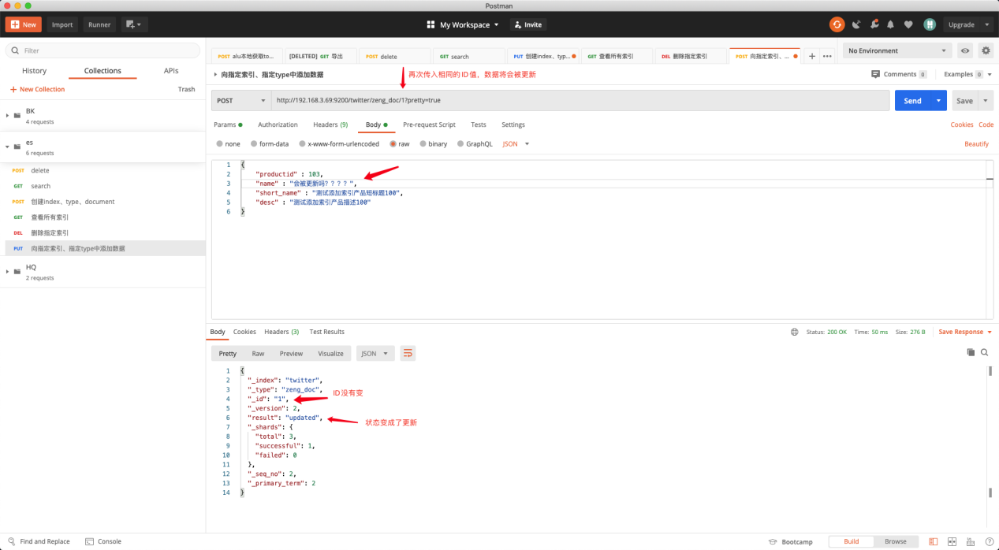 Postman
New
Import
Runner
My Workspace
Invite
Upgrade
Filter
History
Collections
APIs
New Collection
Trash
BK
4 requests
es
6 requests
POST delete
GET search
POST 创建index、type、document
GET 查看所有索引
DEL 删除指定索引
PUT 向指定索引、指定type中添加数据
HQ
2 requests
POST alu本地获取to...
[DELETED] GET 导出
POST delete
GET search
PUT 创建index、typ...
GET 查看所有索引
DEL 删除指定索引
POST 向指定索引、...
No Environment
向指定索引、指定type中添加数据
再次传入相同的ID值，数据将会被更新
Comments 0
Examples 0
POST
http://192.168.3.69:9200/twitter/zeng_doc/1?pretty=true
Send
Save
Params
Authorization
Headers (9)
Body
Pre-request Script
Tests
Settings
Cookies
Code
none
form-data
x-www-form-urlencoded
raw
binary
GraphQL
JSON
Beautify
1 {
2 "productid" : 103,
3 "name" : "会被更新吗？？？？",
4 "short_name" : "测试添加索引产品短标题100",
5 "desc" : "测试添加索引产品描述100"
6 }
Body
Cookies
Headers (3)
Test Results
Status: 200 OK
Time: 50 ms
Size: 276 B
Save Response
Pretty
Raw
Preview
Visualize
JSON
1 {
2 "_index": "twitter",
3 "_type": "zeng_doc",
4 "_id": "1",
ID没有变
5 "_version": 2,
6 "result": "updated",
状态变成了更新
7 "_shards": {
8 "total": 3,
9 "successful": 1,
10 "failed": 0
11 },
12 "_seq_no": 2,
13 "_primary_term": 2
14 }
Find and Replace
Console
Bootcamp
Build
Browse